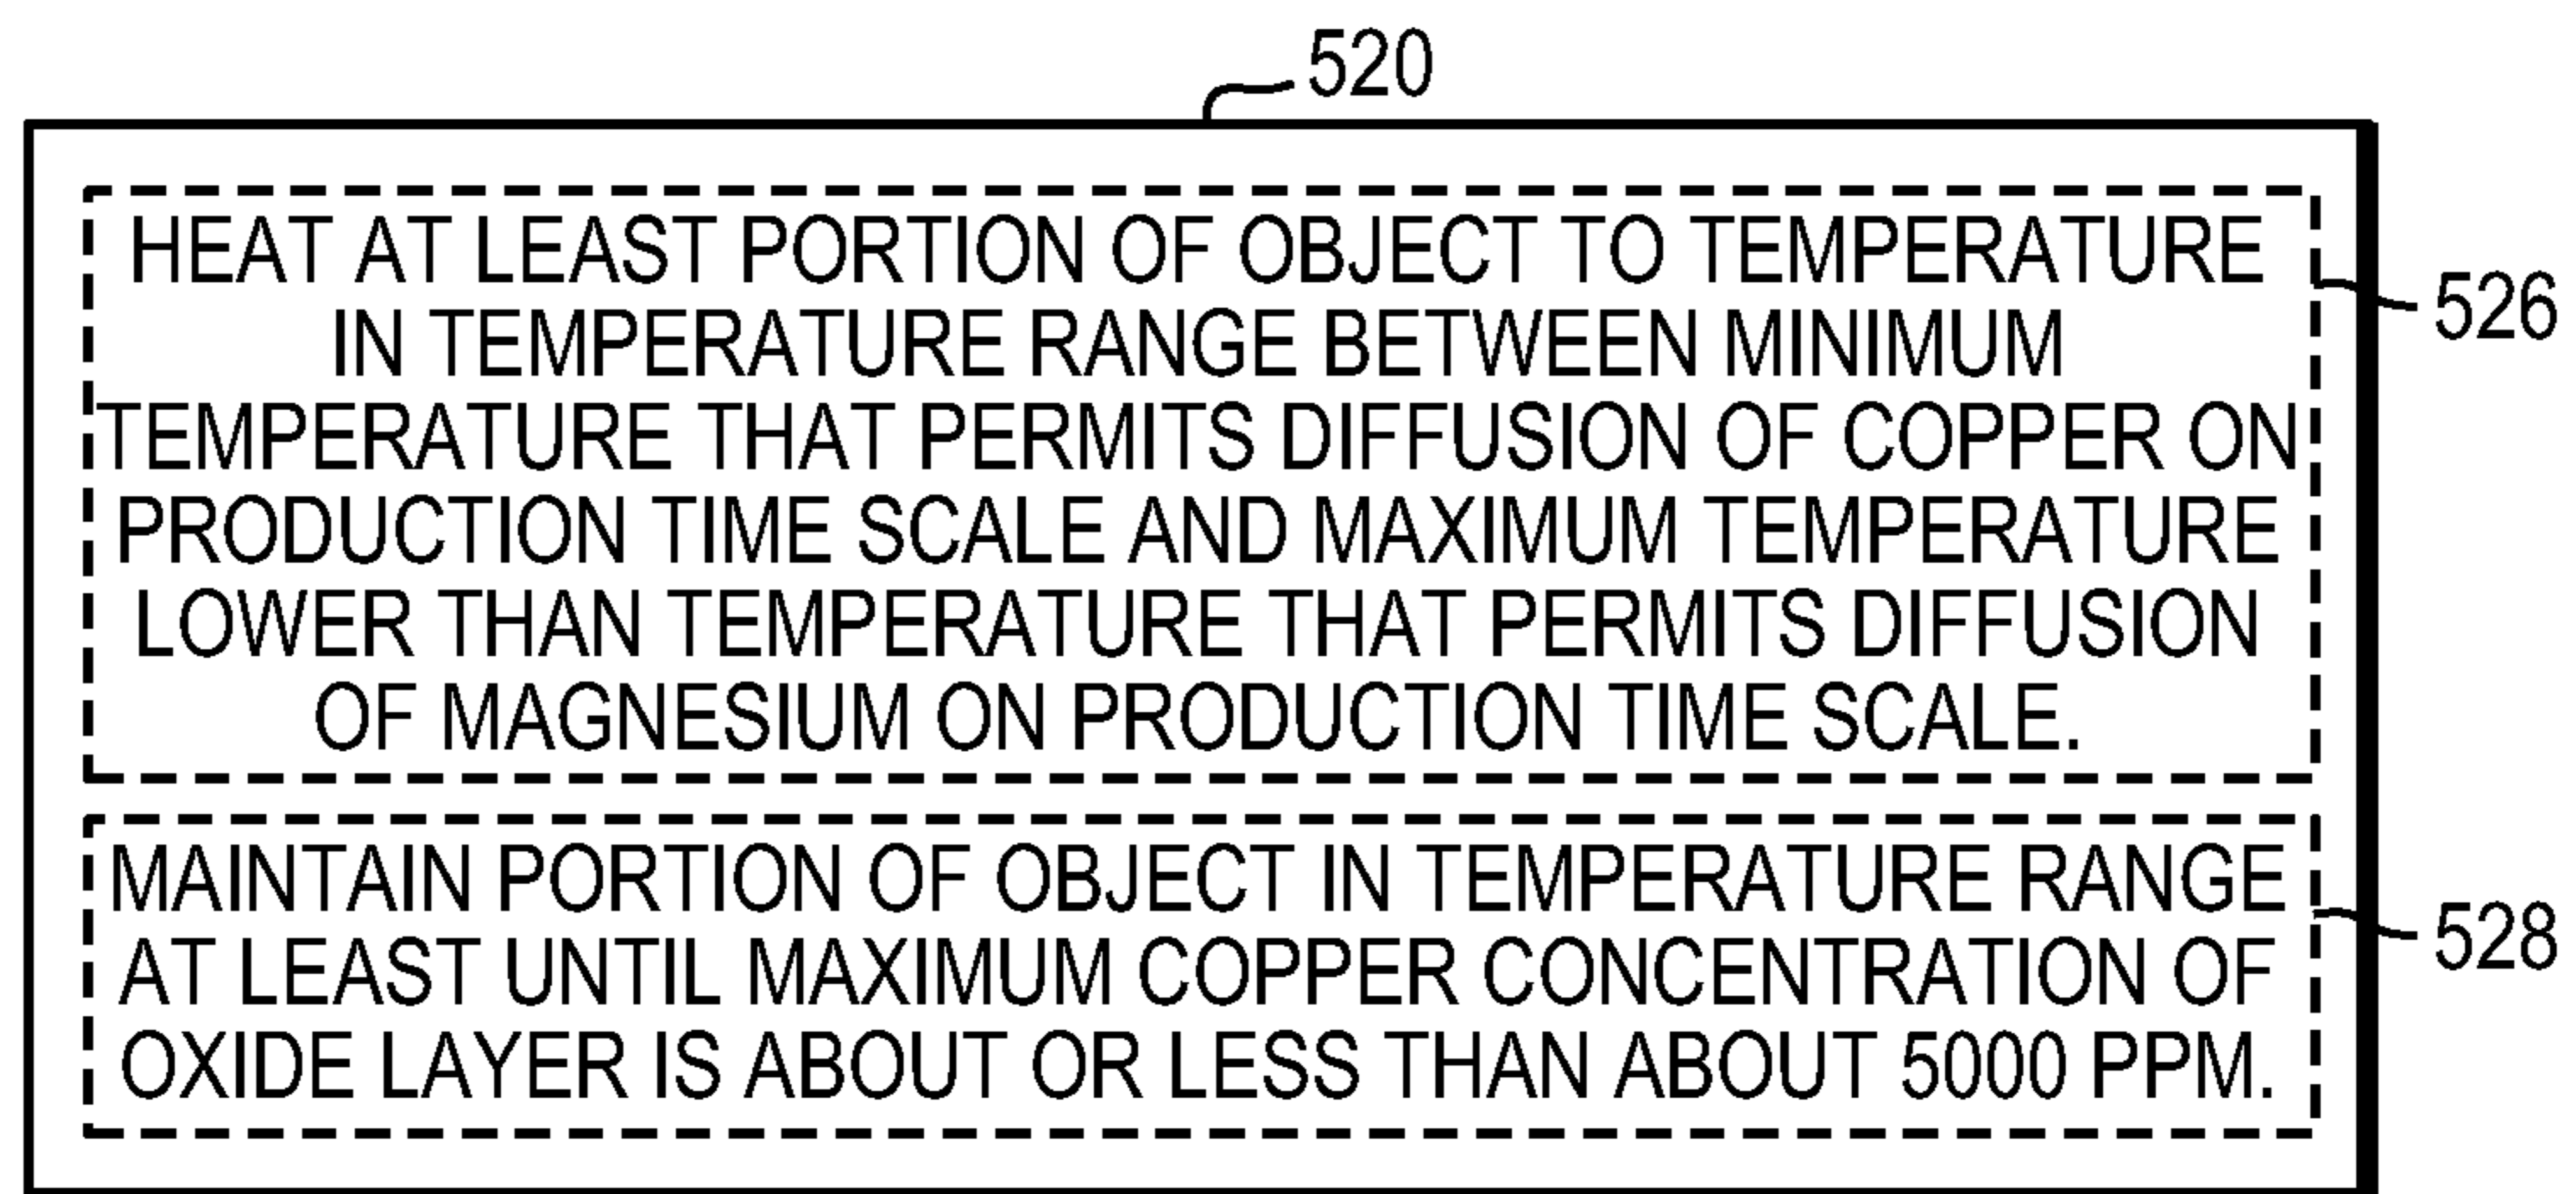 520
HEAT AT LEAST PORTION OF OBJECT TO TEMPERATURE
IN TEMPERATURE RANGE BETWEEN MINIMUM
TEMPERATURE THAT PERMITS DIFFUSION OF COPPER ON
PRODUCTION TIME SCALE AND MAXIMUM TEMPERATURE
LOWER THAN TEMPERATURE THAT PERMITS DIFFUSION
OF MAGNESIUM ON PRODUCTION TIME SCALE.
526
MAINTAIN PORTION OF OBJECT IN TEMPERATURE RANGE
AT LEAST UNTIL MAXIMUM COPPER CONCENTRATION OF
OXIDE LAYER IS ABOUT OR LESS THAN ABOUT 5000 PPM.
528